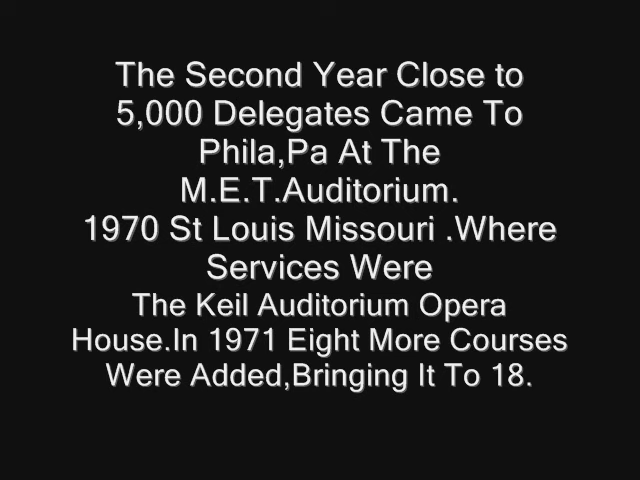 The Second Year Close to
5,000 Delegates Came To
Phila,Pa At The
M.E.T.Auditorium.
1970 St Louis Missouri .Where
Services Were
The Keil Auditorium Opera
House.In 1971 Eight More Courses
Were Added,Bringing It To 18.